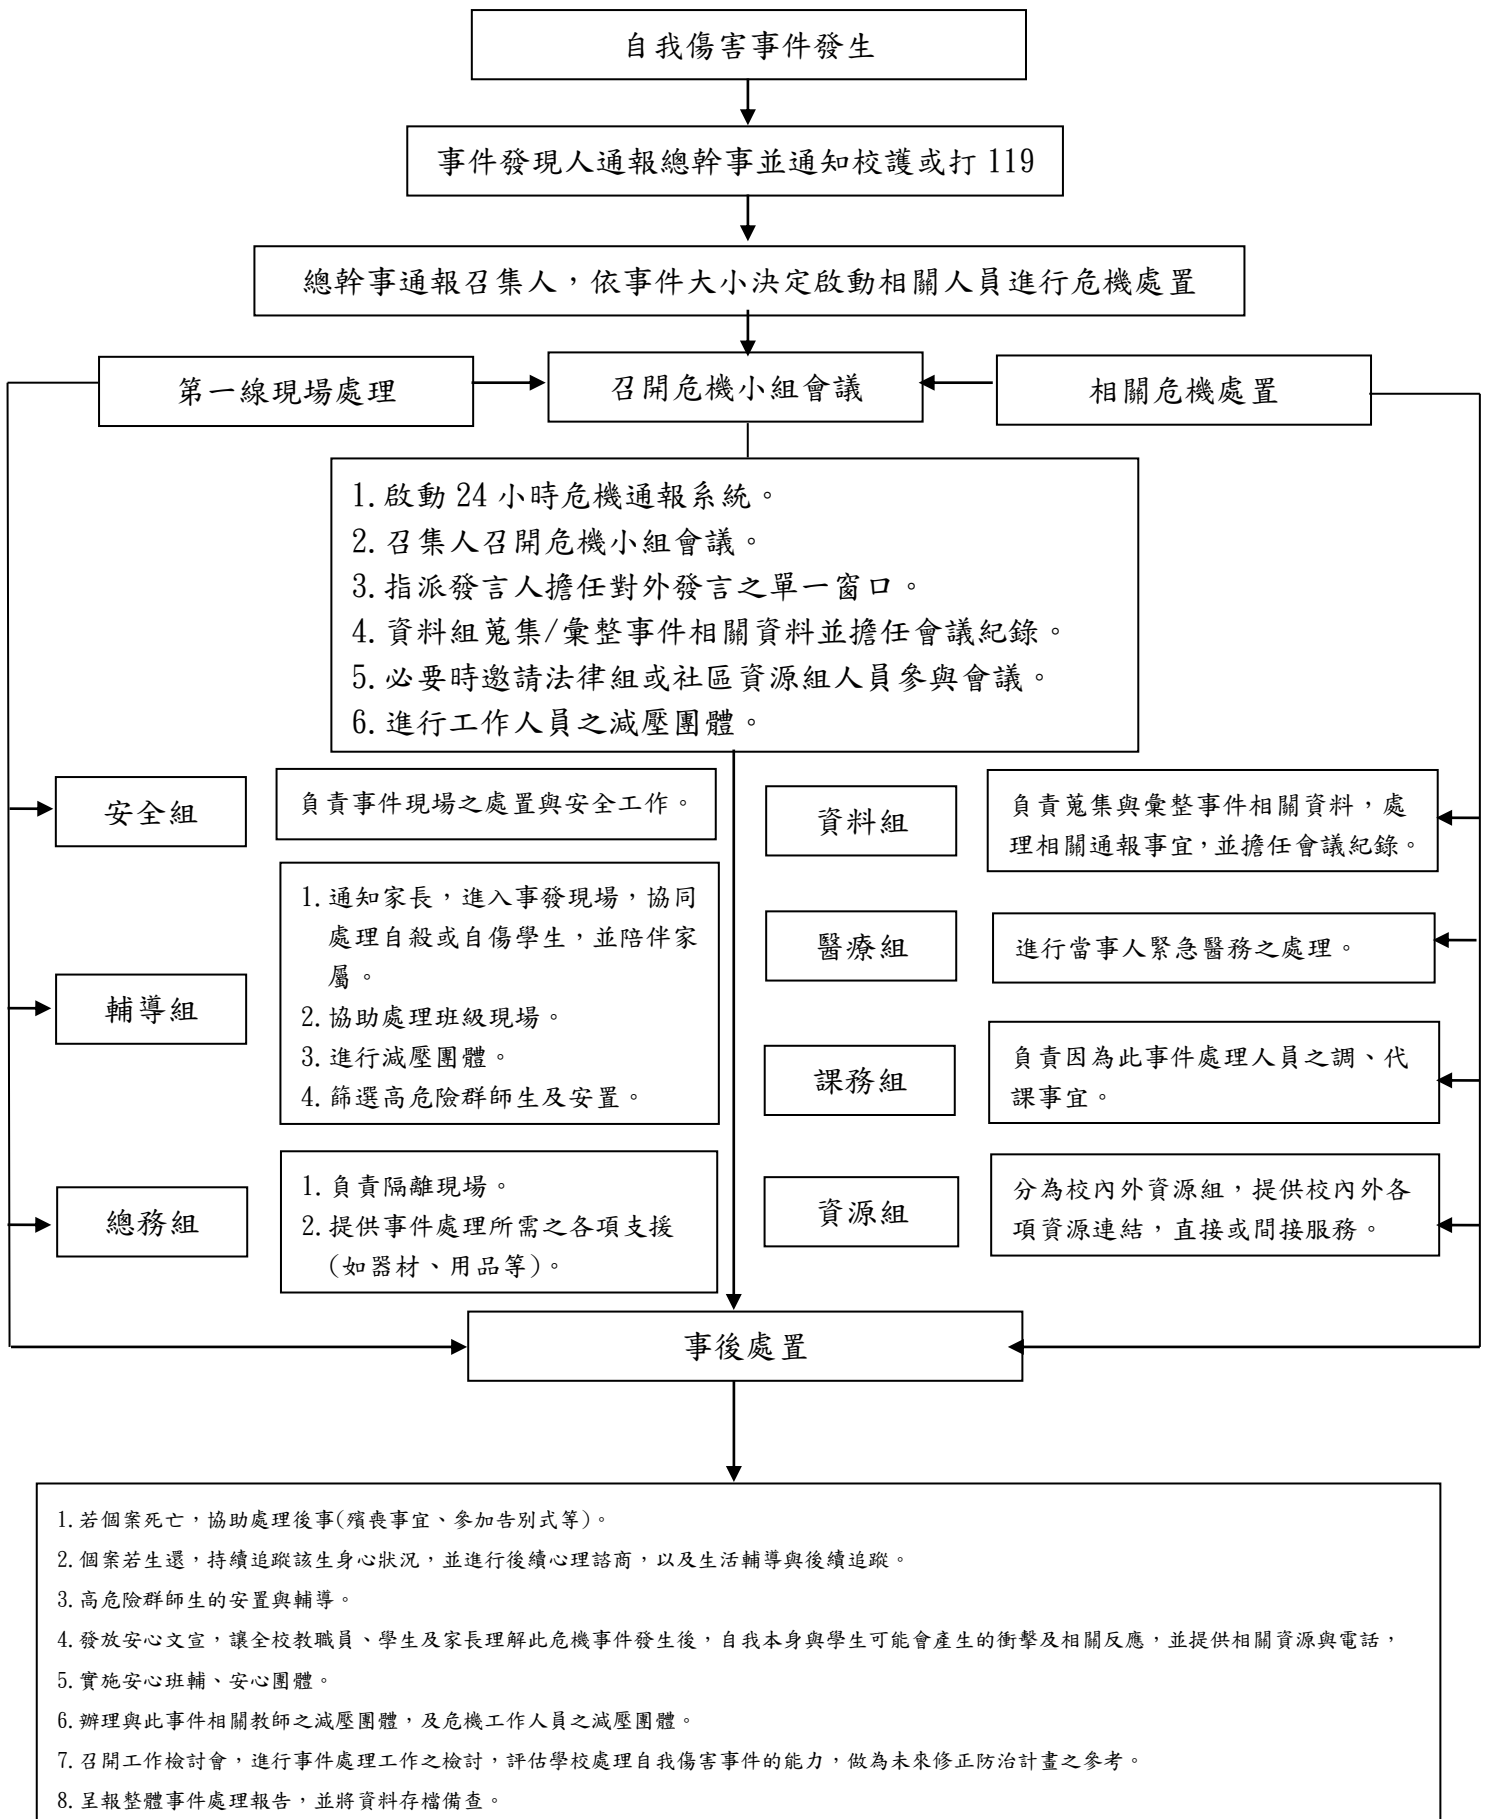 自我傷害事件發生
事件發現人通報總幹事並通知校護或打 119
總幹事通報召集人，依事件大小決定啟動相關人員進行危機處置
第一線現場處理
召開危機小組會議
相關危機處置
1.啟動 24 小時危機通報系統。
2.召集人召開危機小組會議。
3.指派發言人擔任對外發言之單一窗口。
4.資料組蒐集/彙整事件相關資料並擔任會議紀錄。
5.必要時邀請法律組或社區資源組人員參與會議。
6.進行工作人員之減壓團體。
安全組
負責事件現場之處置與安全工作。
輔導組
1.通知家長，進入事發現場，協同
處理自殺或自傷學生，並陪伴家
屬。
2.協助處理班級現場。
3.進行減壓團體。
4.篩選高危險群師生及安置。
總務組
1.負責隔離現場。
2.提供事件處理所需之各項支援
(如器材、用品等)。
資料組
負責蒐集與彙整事件相關資料，處
理相關通報事宜，並擔任會議紀錄。
醫療組
進行當事人緊急醫務之處理。
課務組
負責因為此事件處理人員之調、代
課事宜。
資源組
分為校內外資源組，提供校內外各
項資源連結，直接或間接服務。
事後處置
1.若個案死亡，協助處理後事(殯喪事宜、參加告別式等)。
2.個案若生還，持續追蹤該生身心狀況，並進行後續心理諮商，以及生活輔導與後續追蹤。
3.高危險群師生的安置與輔導。
4.發放安心文宣，讓全校教職員、學生及家長理解此危機事件發生後，自我本身與學生可能會產生的衝擊及相關反應，並提供相關資源與電話，
5.實施安心班輔、安心團體。
6.辦理與此事件相關教師之減壓團體，及危機工作人員之減壓團體。
7.召開工作檢討會，進行事件處理工作之檢討，評估學校處理自我傷害事件的能力，做為未來修正防治計畫之參考。
8.呈報整體事件處理報告，並將資料存檔備查。